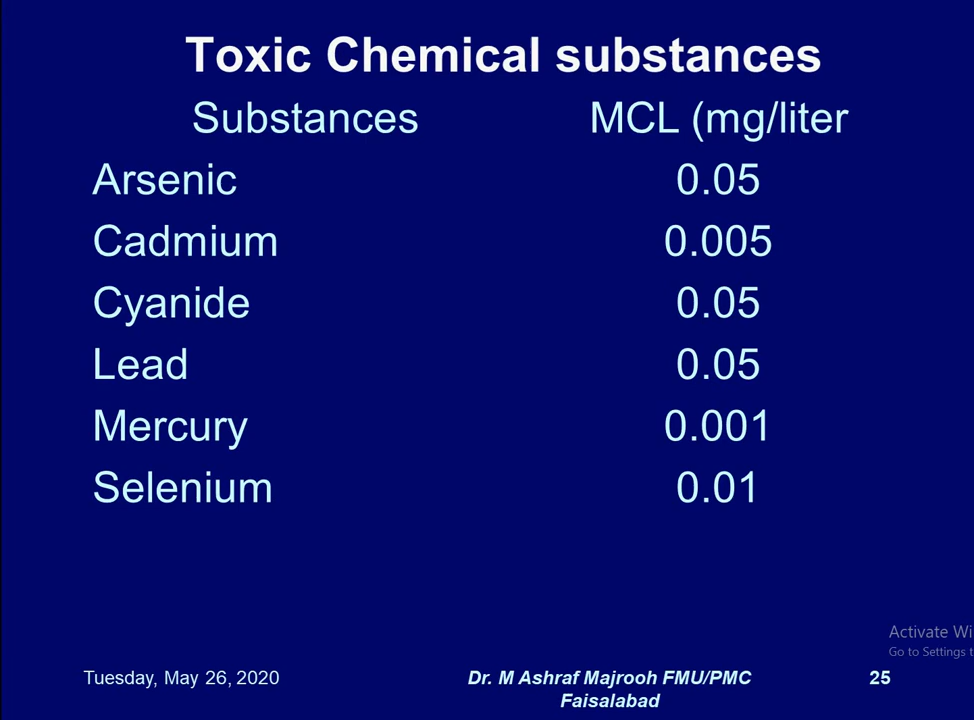 Toxic Chemical substances
Substances MCL (mg/liter
Arsenic 0.05
Cadmium 0.005
Cyanide 0.05
Lead 0.05
Mercury 0.001
Selenium 0.01
Activate Wi
Go to Settings t
Tuesday, May 26, 2020 Dr. M Ashraf Majrooh FMU/PMC 25
Faisalabad